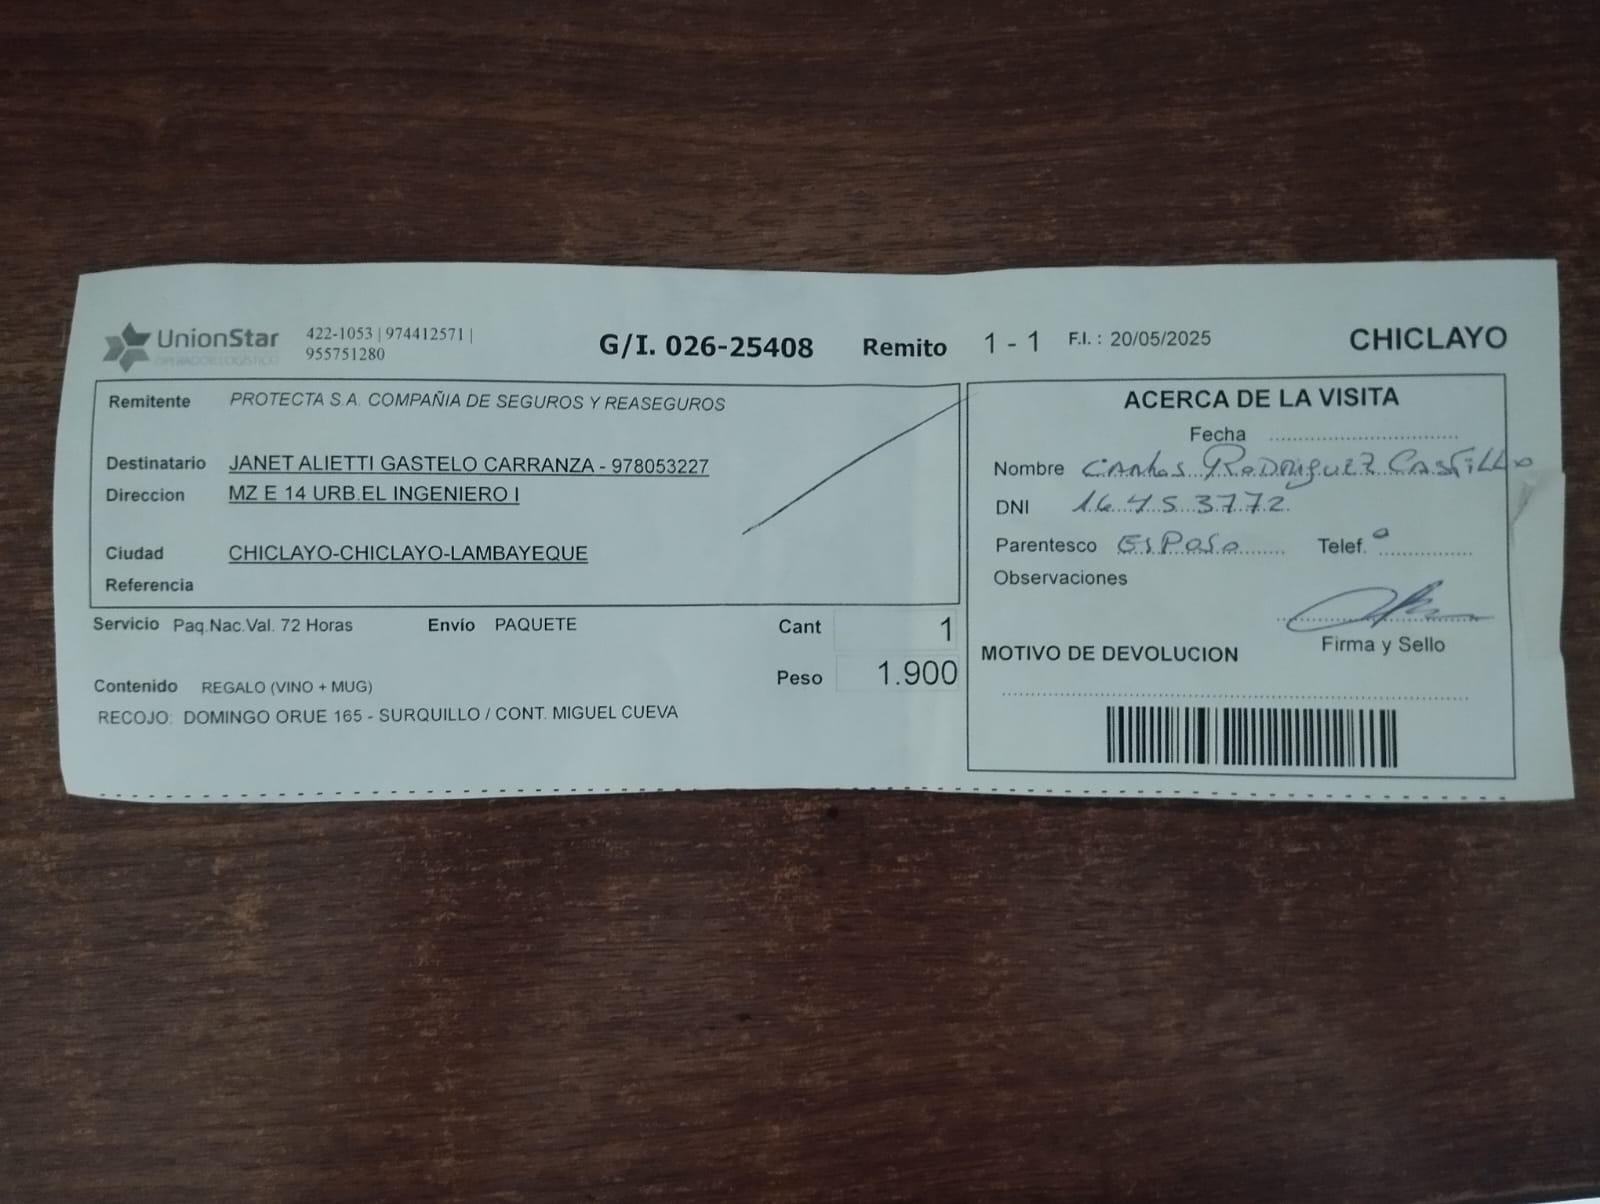 UnionStar
OPERADOR LOGISTICO
422-1053 | 974412571 |
955751280
G/I. 026-25408 Remito 1 - 1 F.I. : 20/05/2025 CHICLAYO
Remitente PROTECTA S.A. COMPAÑIA DE SEGUROS Y REASEGUROS
Destinatario JANET ALIETTI GASTELO CARRANZA - 978053227
Direccion MZ E 14 URB.EL INGENIERO I
Ciudad CHICLAYO-CHICLAYO-LAMBAYEQUE
Referencia
Servicio Paq.Nac.Val. 72 Horas Envío PAQUETE Cant 1
Peso 1.900
Contenido REGALO (VINO + MUG)
RECOJO: DOMINGO ORUE 165 - SURQUILLO / CONT. MIGUEL CUEVA
ACERCA DE LA VISITA
Fecha
Nombre CARLOS RODRIGUEZ CASTILLO
DNI 16453772
Parentesco ESPOSO Telef.
Observaciones
Firma y Sello
MOTIVO DE DEVOLUCION